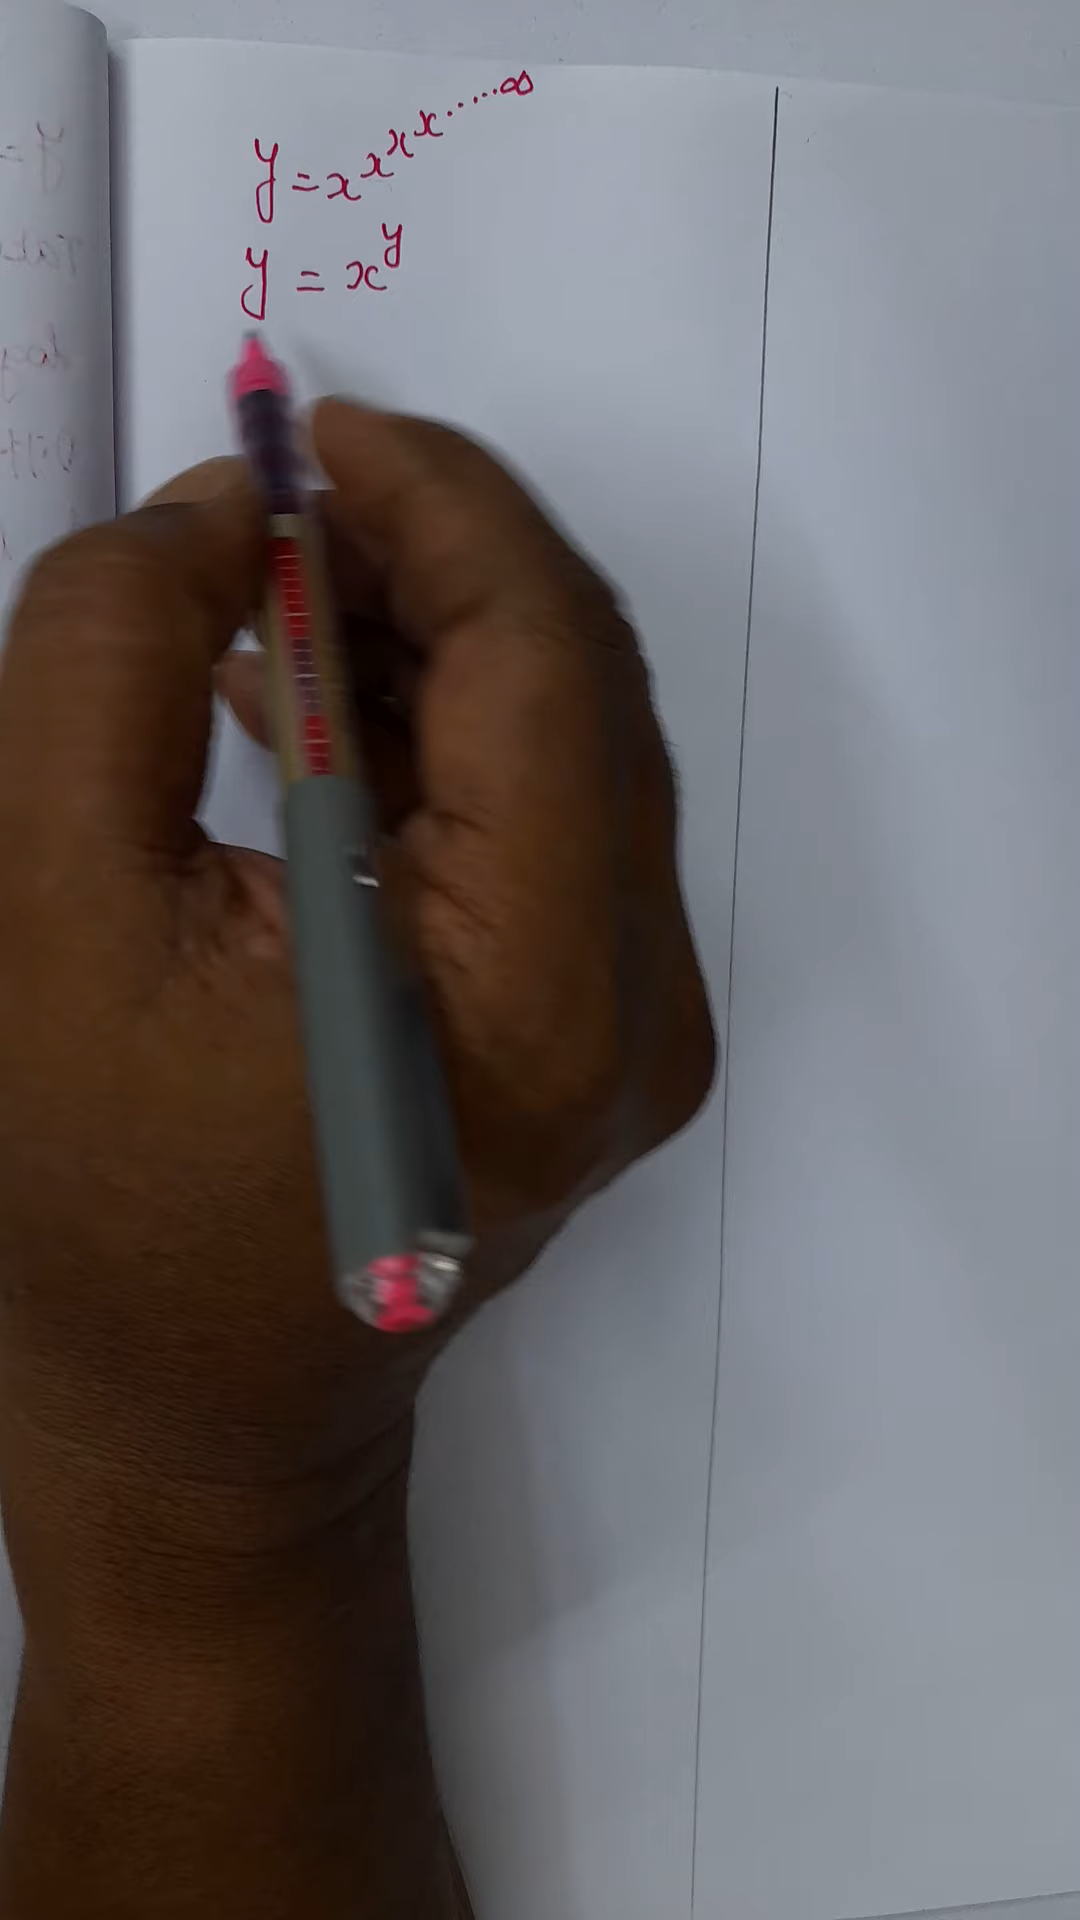 y = x^x^x^x.....∞
y = x^y